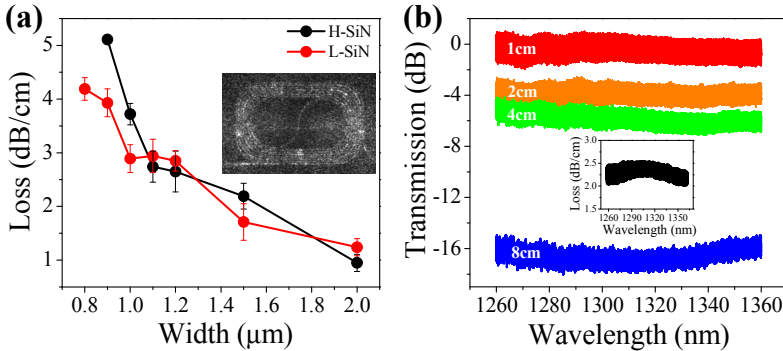 (a)
H-SiN
L-SiN
5
4
3
2
1
Loss (dB/cm)
0.8 1.0 1.2 1.4 1.6 1.8 2.0
Width (μm)
(b)
0
-4
-8
-12
-16
Transmission (dB)
1cm
2cm
4cm
8cm
3.0
2.5
2.0
1.5
Loss (dB/cm)
1260 1290 1320 1350
Wavelength (nm)
1260 1280 1300 1320 1340 1360
Wavelength (nm)